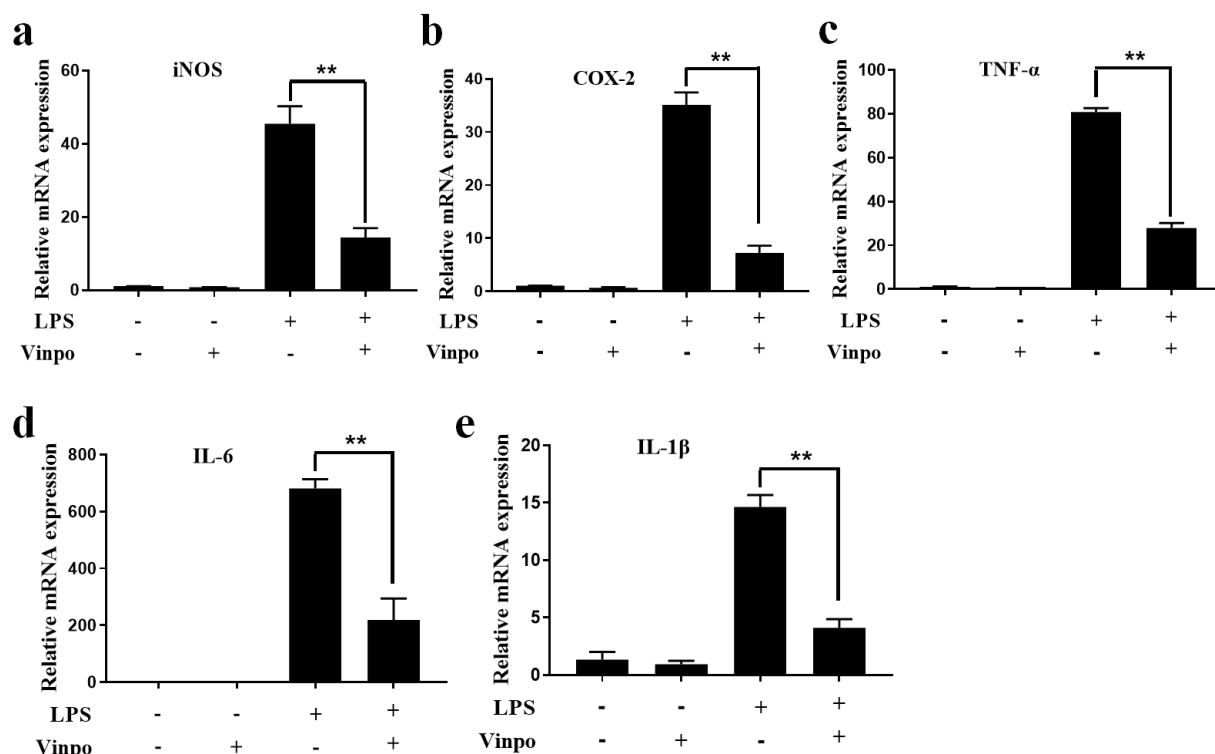 a
iNOS
**
Relative mRNA expression
60
40
20
0
LPS - - + +
Vinpo - + - +
b
COX-2
**
Relative mRNA expression
40
30
20
10
0
LPS - - + +
Vinpo - + - +
c
TNF-α
**
Relative mRNA expression
100
80
60
40
20
0
LPS - - + +
Vinpo - + - +
d
IL-6
**
Relative mRNA expression
800
600
400
200
0
LPS - - + +
Vinpo - + - +
e
IL-1β
**
Relative mRNA expression
20
15
10
5
0
LPS - - + +
Vinpo - + - +